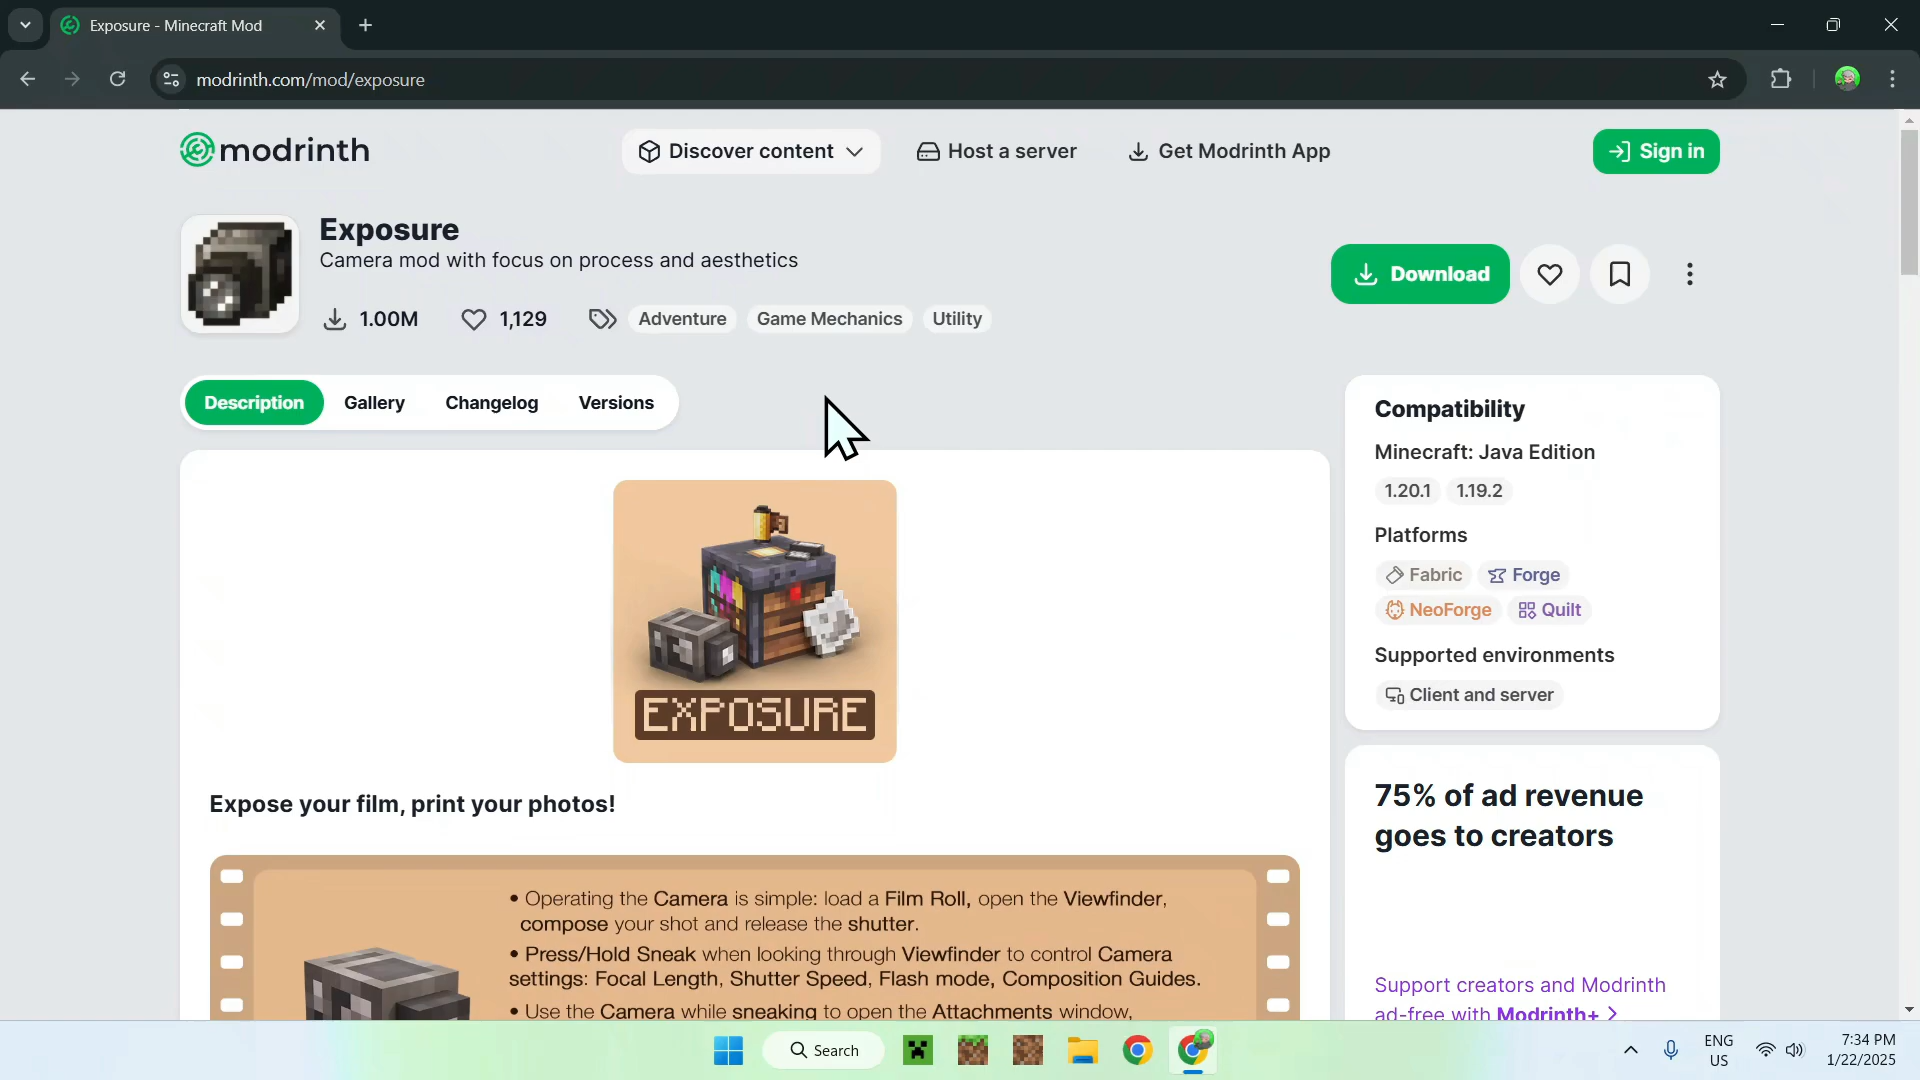 Exposure - Minecraft Mod
modrinth.com/mod/exposure
modrinth
Discover content
Host a server
Get Modrinth App
Sign in
Exposure
Camera mod with focus on process and aesthetics
1.00M
1,129
Adventure
Game Mechanics
Utility
Download
Description
Gallery
Changelog
Versions
EXPOSURE
Expose your film, print your photos!
• Operating the Camera is simple: load a Film Roll, open the Viewfinder,
compose your shot and release the shutter.
• Press/Hold Sneak when looking through Viewfinder to control Camera
settings: Focal Length, Shutter Speed, Flash mode, Composition Guides.
• Use the Camera while sneaking to open the Attachments window,
Compatibility
Minecraft: Java Edition
1.20.1
1.19.2
Platforms
Fabric
Forge
NeoForge
Quilt
Supported environments
Client and server
75% of ad revenue
goes to creators
Support creators and Modrinth
ad-free with Modrinth+
Search
ENG
US
7:34 PM
1/22/2025